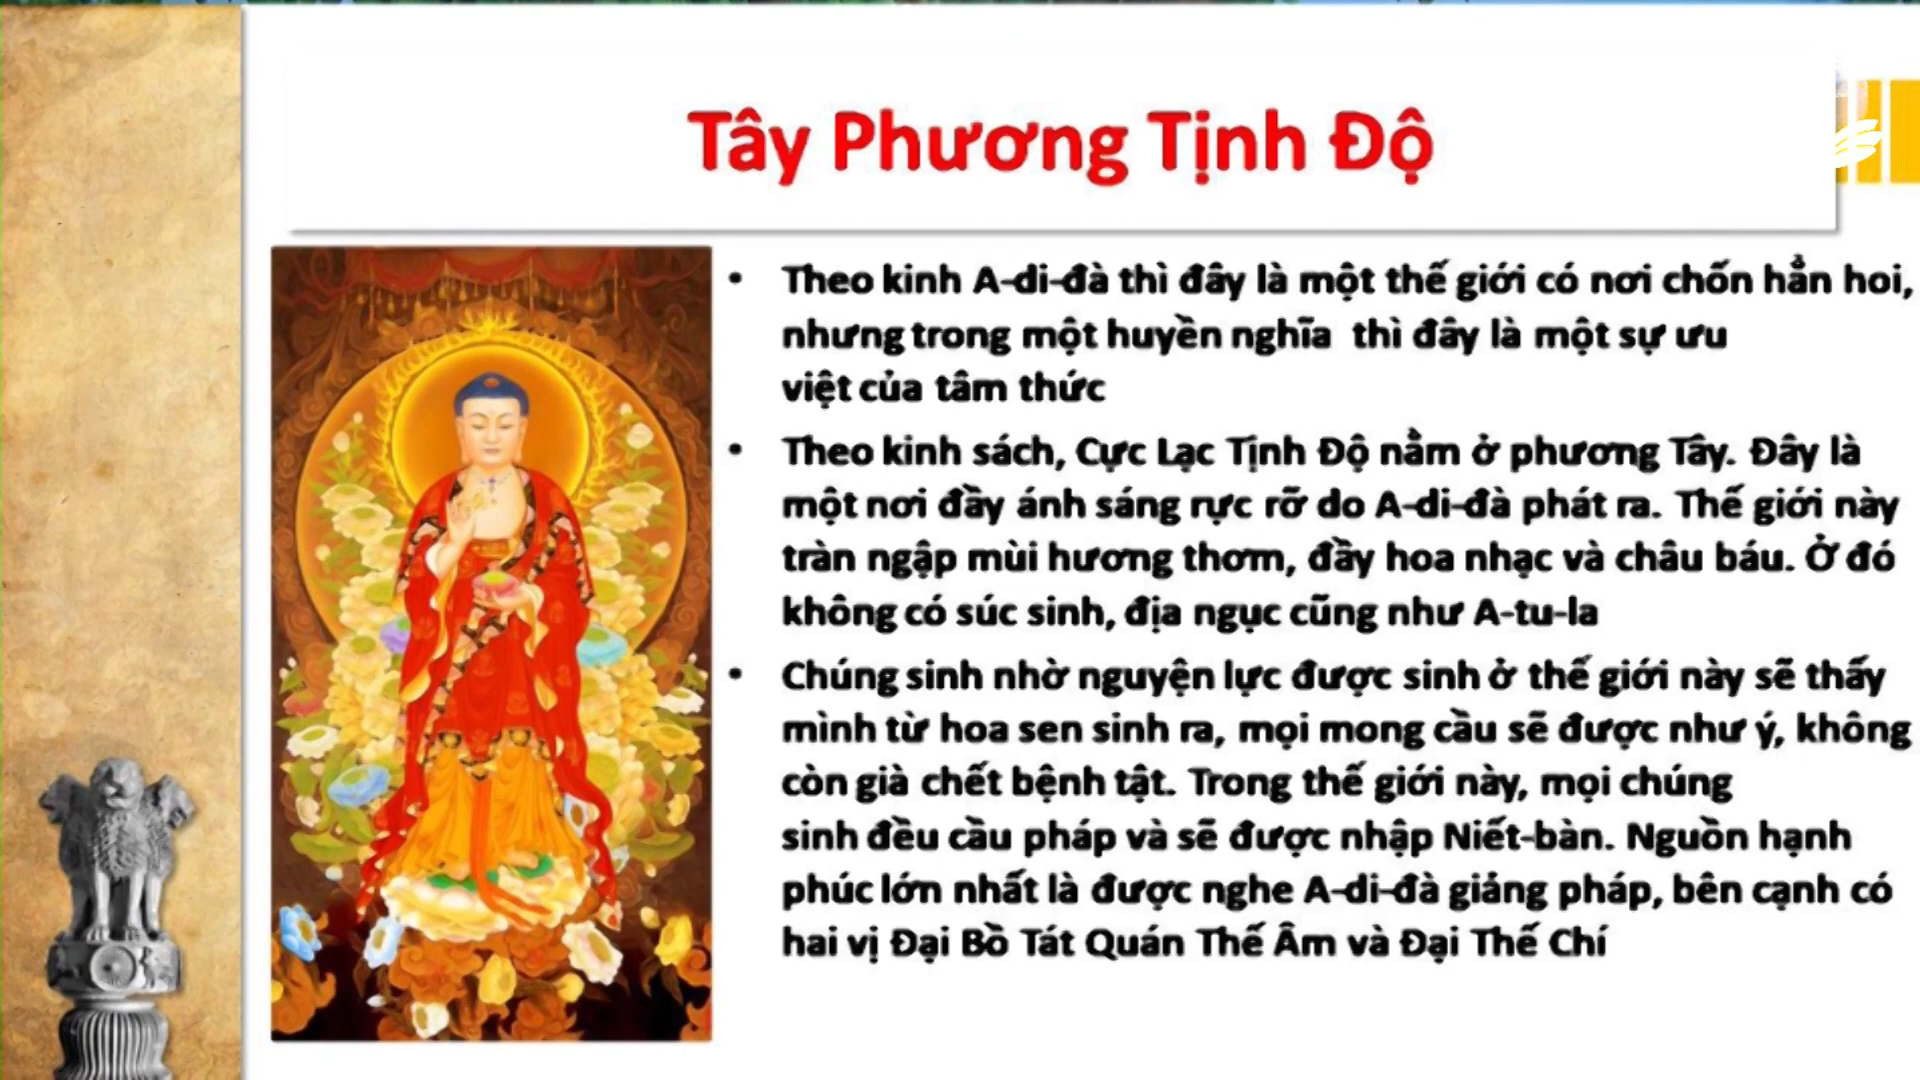 Tây Phương Tịnh Độ
• Theo kinh A-di-đà thì đây là một thế giới có nơi chốn hẳn hoi,
nhưng trong một huyền nghĩa thì đây là một sự ưu
việt của tâm thức
• Theo kinh sách, Cực Lạc Tịnh Độ nằm ở phương Tây. Đây là
một nơi đầy ánh sáng rực rỡ do A-di-đà phát ra. Thế giới này
tràn ngập mùi hương thơm, đầy hoa nhạc và châu báu. Ở đó
không có súc sinh, địa ngục cũng như A-tu-la
• Chúng sinh nhờ nguyện lực được sinh ở thế giới này sẽ thấy
mình từ hoa sen sinh ra, mọi mong cầu sẽ được như ý, không
còn già chết bệnh tật. Trong thế giới này, mọi chúng
sinh đều cầu pháp và sẽ được nhập Niết-bàn. Nguồn hạnh
phúc lớn nhất là được nghe A-di-đà giảng pháp, bên cạnh có
hai vị Đại Bồ Tát Quán Thế Âm và Đại Thế Chí